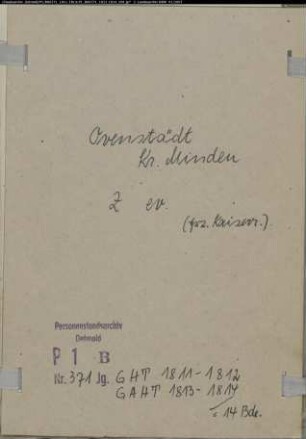 Ovenstädt
Kr. Minden
Z ev.
(frz. Kaiserr.)
Personenstandsarchiv
Detmold
P 1 B
Nr. 371 Jg. GHT 1811-1812
GAHT 1813-1814
= 14 Bde.